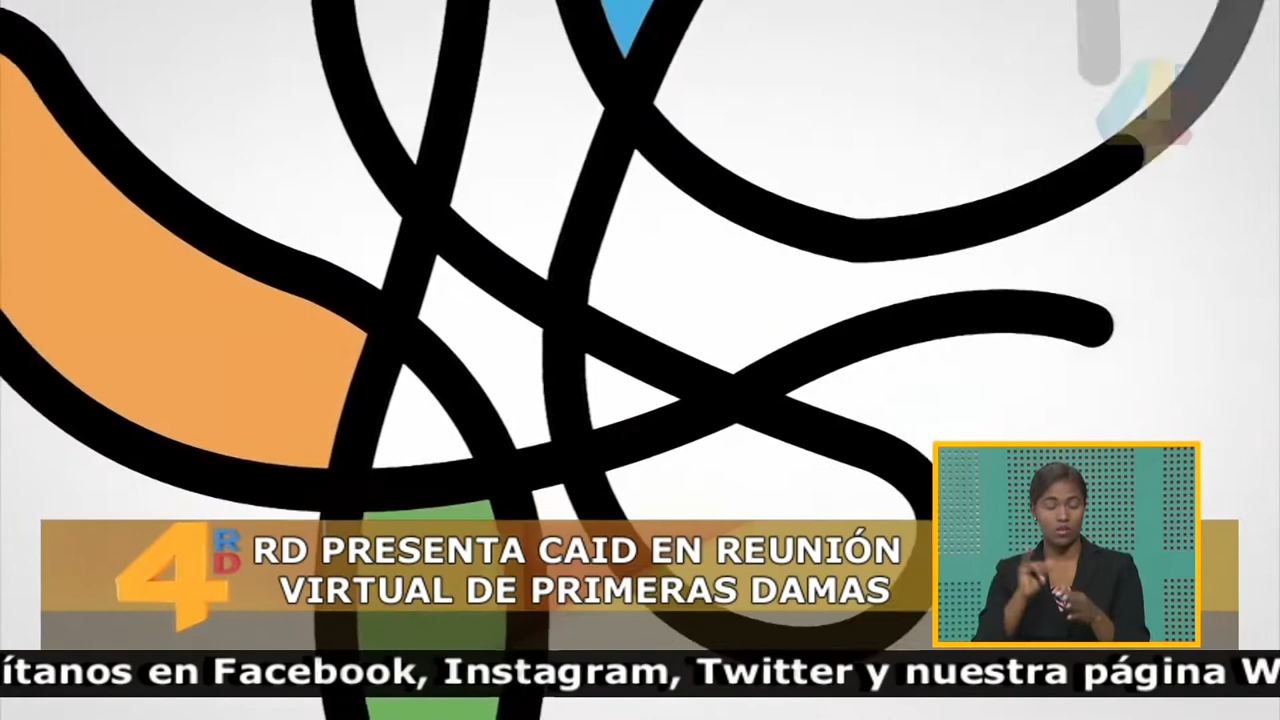 4
RD
RD PRESENTA CAID EN REUNIÓN
VIRTUAL DE PRIMERAS DAMAS
ítanos en Facebook, Instagram, Twitter y nuestra página W